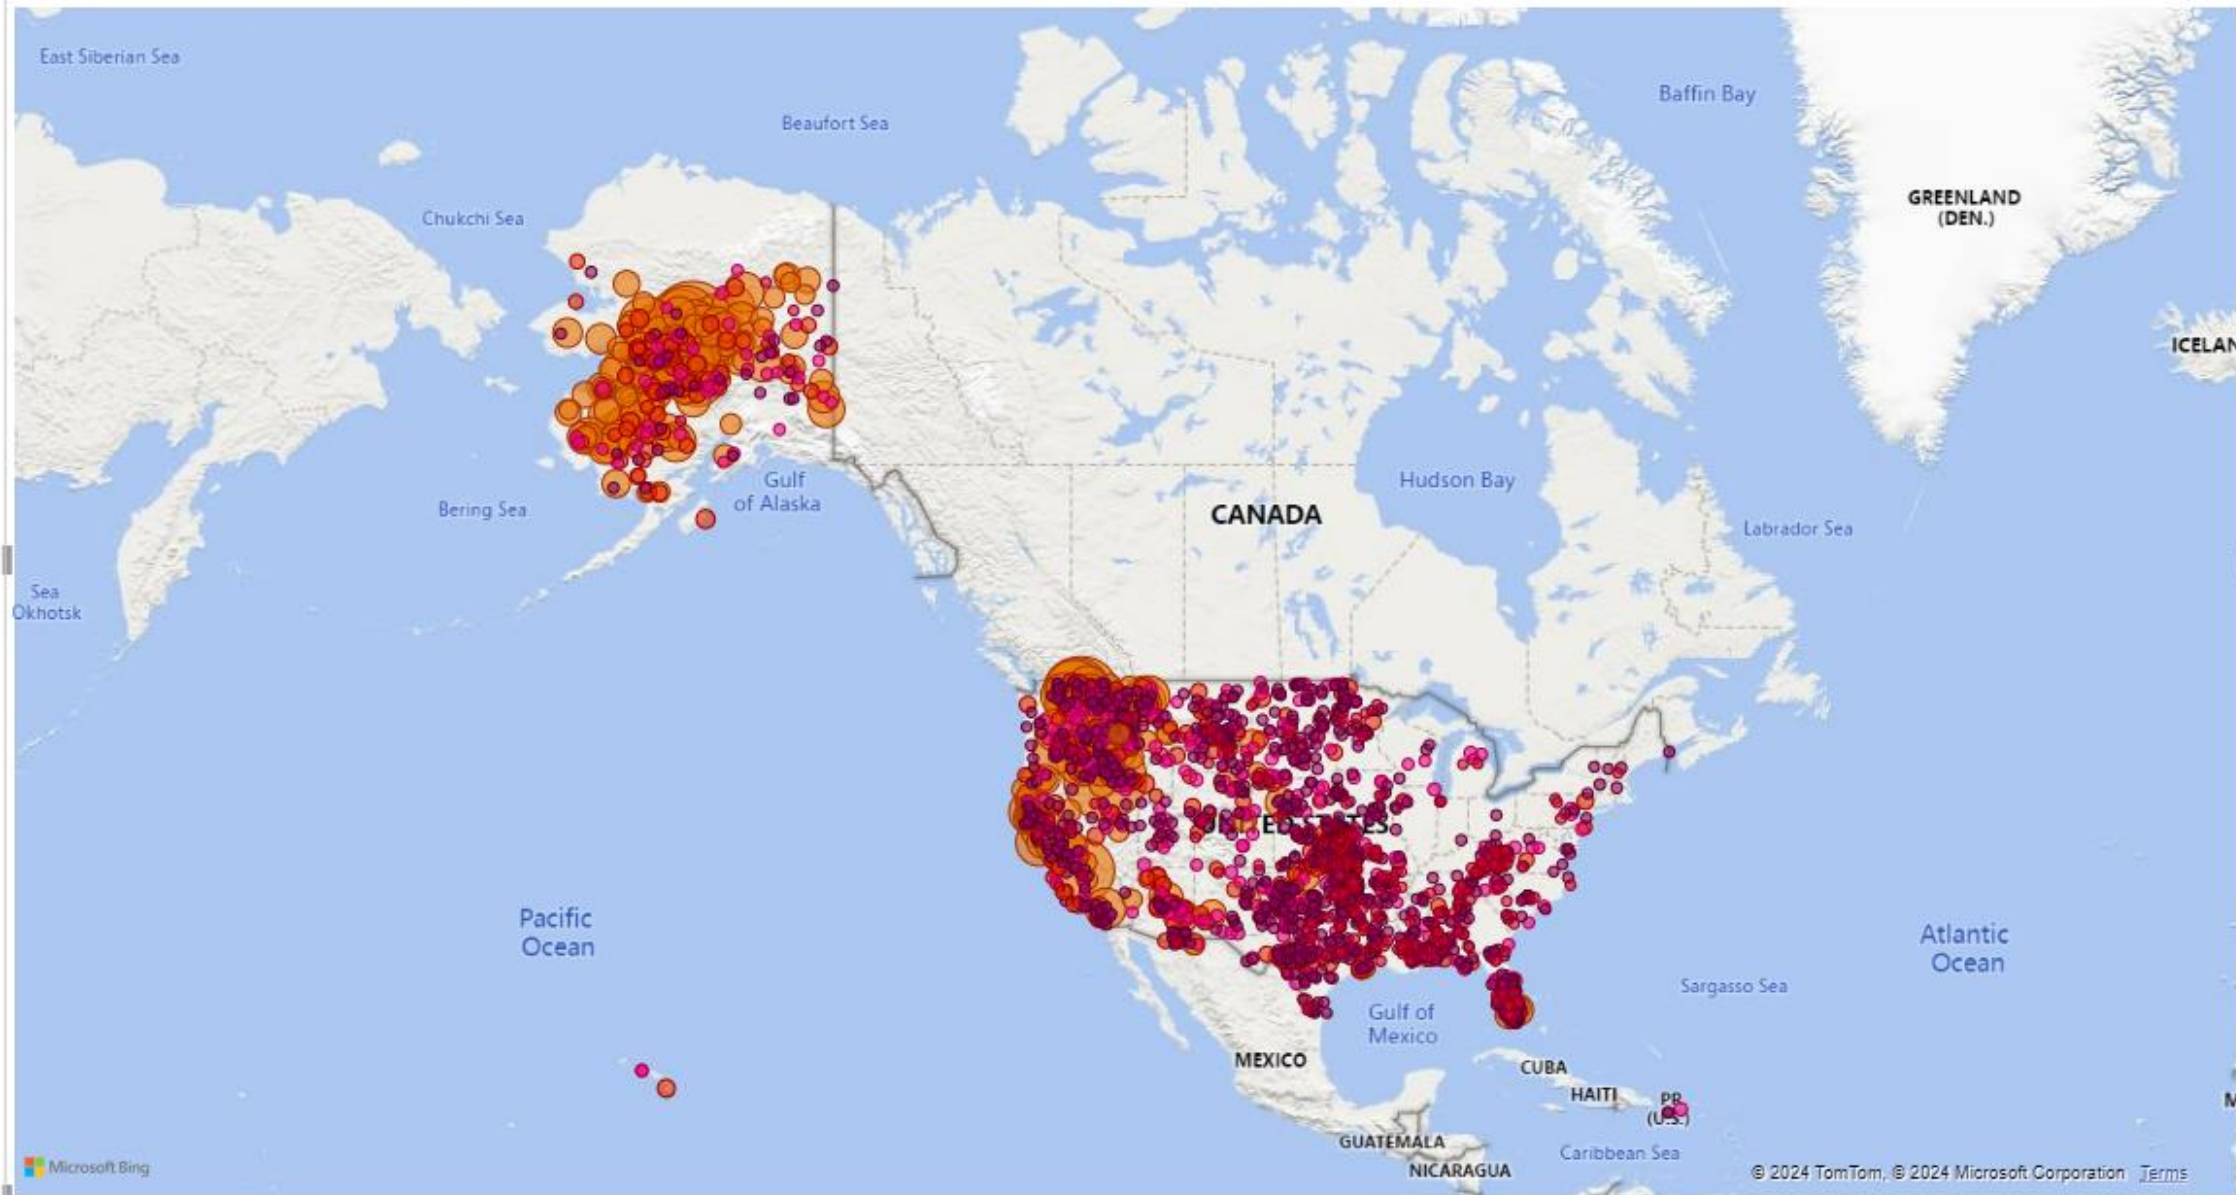 East Siberian Sea
Baffin Bay
Beaufort Sea
GREENLAND
(DEN.)
Chukchi Sea
ICELAN
Hudson Bay
Gulf
of Alaska
CANADA
Bering Sea
Labrador Sea
Sea
Okhotsk
UNITED STATES
Pacific
Ocean
Atlantic
Ocean
Sargasso Sea
Gulf of
Mexico
MEXICO
CUBA
HAITI
PR
(U.S.)
GUATEMALA
Caribbean Sea
NICARAGUA
Microsoft Bing
© 2024 TomTom, © 2024 Microsoft Corporation Terms